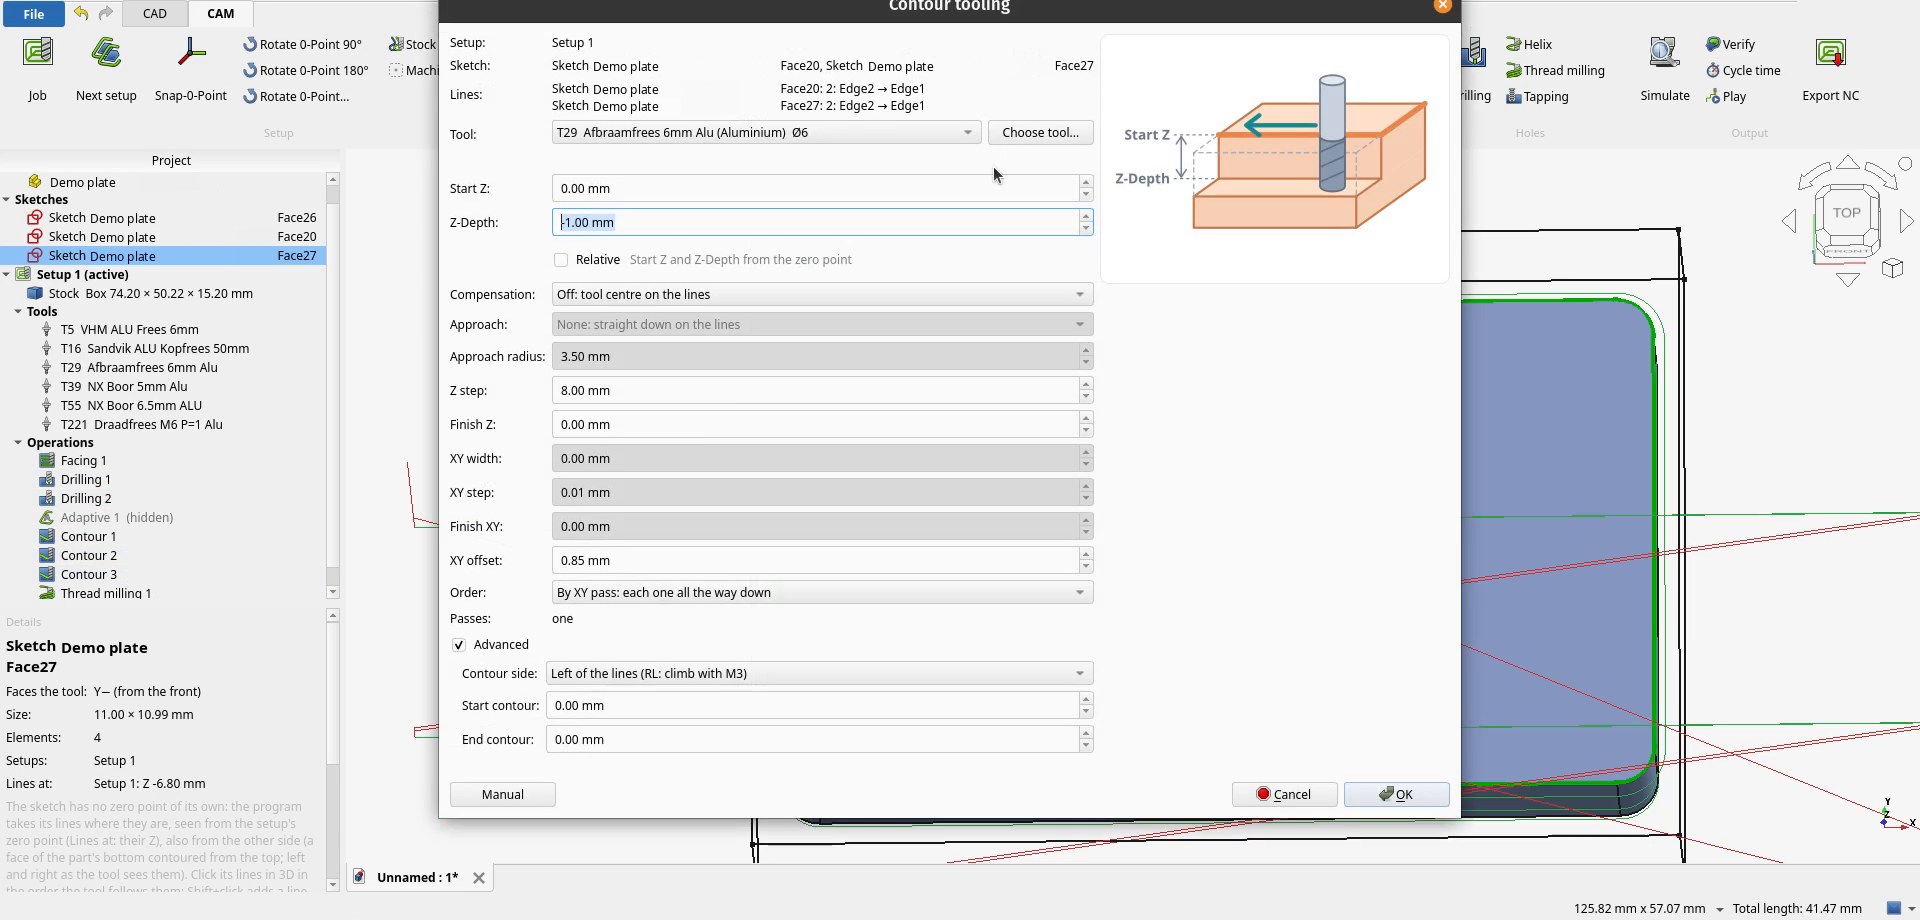 Contour tooling
File
CAD
CAM
Job
Next setup
Snap-0-Point
Rotate 0-Point 90°
Rotate 0-Point 180°
Rotate 0-Point...
Stock
Setup
Helix
Thread milling
Tapping
Holes
Simulate
Verify
Cycle time
Play
Export NC
Output
Project
Demo plate
Sketches
Sketch Demo plate Face26
Sketch Demo plate Face20
Sketch Demo plate Face27
Setup 1 (active)
Stock Box 74.20 × 50.22 × 15.20 mm
Tools
T5 VHM ALU Frees 6mm
T16 Sandvik ALU Kopfrees 50mm
T29 Afbraamfrees 6mm Alu
T39 NX Boor 5mm Alu
T55 NX Boor 6.5mm ALU
T221 Draadfrees M6 P=1 Alu
Operations
Facing 1
Drilling 1
Drilling 2
Adaptive 1 (hidden)
Contour 1
Contour 2
Contour 3
Thread milling 1
Details
Sketch Demo plate
Face27
Faces the tool: Y− (from the front)
Size: 11.00 × 10.99 mm
Elements: 4
Setups: Setup 1
Lines at: Setup 1: Z -6.80 mm
The sketch has no zero point of its own: the program
takes its lines where they are, seen from the setup's
zero point (Lines at: their Z), also from the other side (a
face of the part's bottom contoured from the top; left
and right as the tool sees them). Click its lines in 3D in
the order the tool follows them; Shift+click adds a line
Setup: Setup 1
Sketch: Sketch Demo plate Face20, Sketch Demo plate Face27
Lines: Sketch Demo plate Face20: 2: Edge2 → Edge1
Sketch Demo plate Face27: 2: Edge2 → Edge1
Tool: T29 Afbraamfrees 6mm Alu (Aluminium) Ø6 Choose tool...
Start Z: 0.00 mm
Z-Depth: -1.00 mm
Relative Start Z and Z-Depth from the zero point
Compensation: Off: tool centre on the lines
Approach: None: straight down on the lines
Approach radius: 3.50 mm
Z step: 8.00 mm
Finish Z: 0.00 mm
XY width: 0.00 mm
XY step: 0.01 mm
Finish XY: 0.00 mm
XY offset: 0.85 mm
Order: By XY pass: each one all the way down
Passes: one
Advanced
Contour side: Left of the lines (RL: climb with M3)
Start contour: 0.00 mm
End contour: 0.00 mm
Manual
Cancel
OK
Start Z
Z-Depth
TOP
FRONT
Y
Z
X
Unnamed : 1*
125.82 mm x 57.07 mm
Total length: 41.47 mm